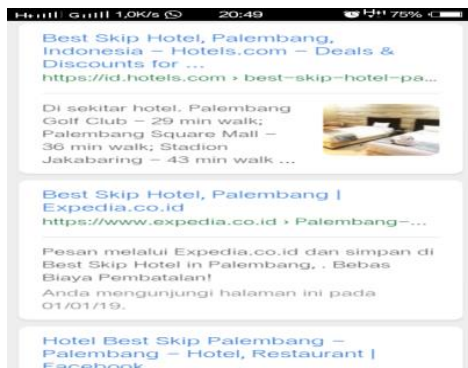 1,0K/s 20:49 75%
Best Skip Hotel, Palembang,
Indonesia – Hotels.com – Deals &
Discounts for ...
https://id.hotels.com › best-skip-hotel-pa...
Di sekitar hotel. Palembang
Golf Club – 29 min walk;
Palembang Square Mall –
36 min walk; Stadion
Jakabaring – 43 min walk ...
Best Skip Hotel, Palembang |
Expedia.co.id
https://www.expedia.co.id › Palembang-...
Pesan melalui Expedia.co.id dan simpan di
Best Skip Hotel in Palembang, . Bebas
Biaya Pembatalan!
Anda mengunjungi halaman ini pada
01/01/19.
Hotel Best Skip Palembang –
Palembang – Hotel, Restaurant |
Facebook